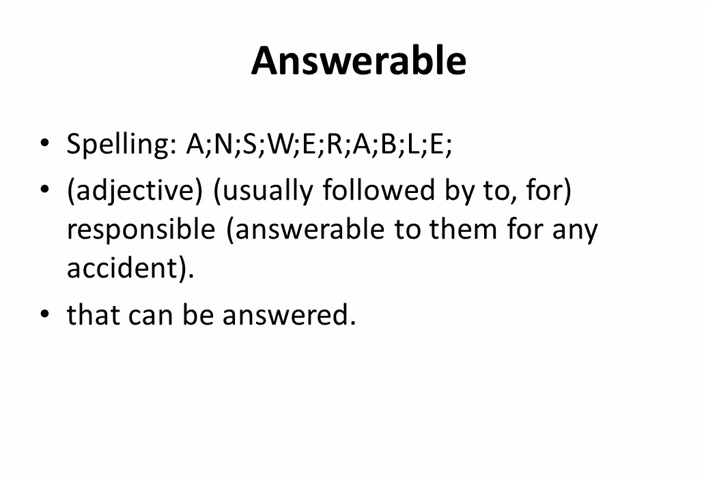 Answerable
• Spelling: A;N;S;W;E;R;A;B;L;E;
• (adjective) (usually followed by to, for)
responsible (answerable to them for any
accident).
• that can be answered.